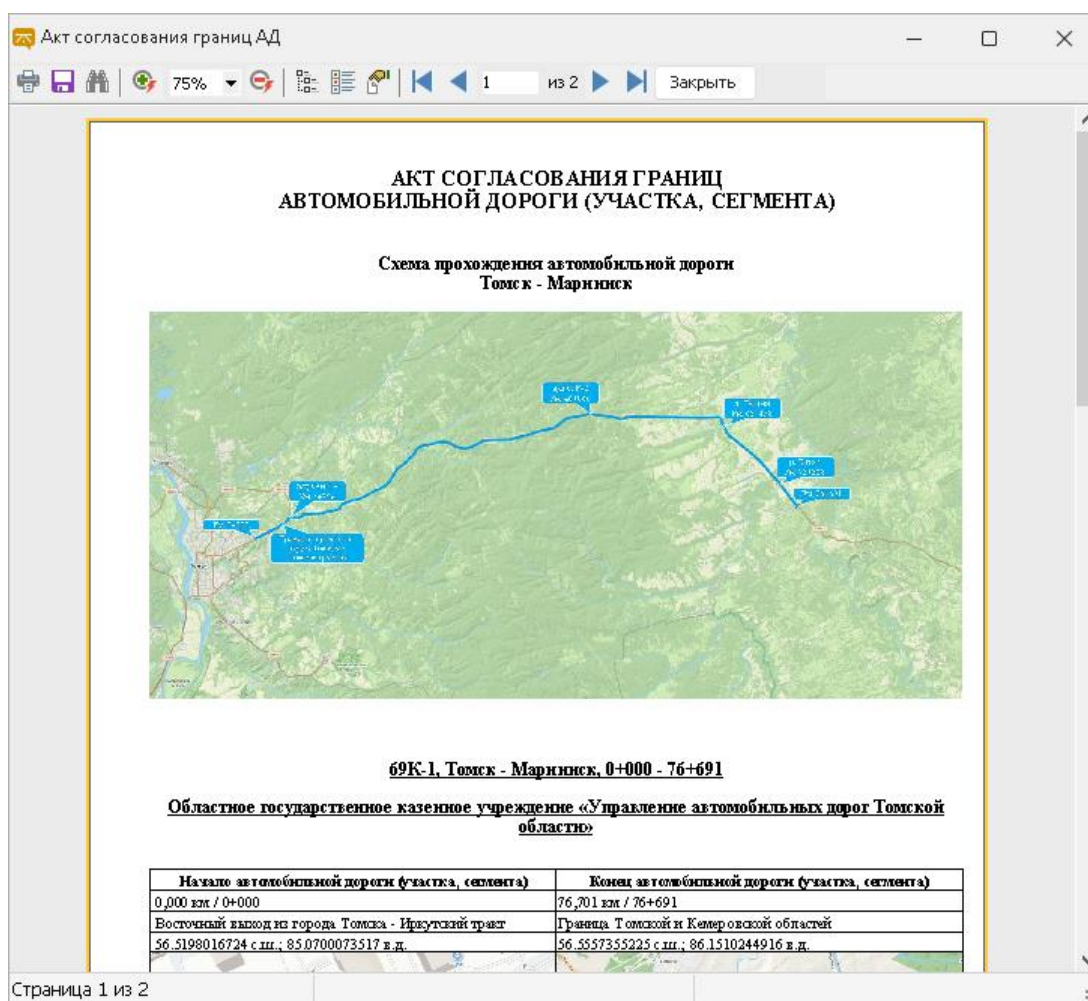 Акт согласования границ АД
75%
1
из 2
Закрыть
АКТ СОГЛАСОВАНИЯ ГРАНИЦ
АВТОМОБИЛЬНОЙ ДОРОГИ (УЧАСТКА, СЕГМЕНТА)
Схема прохождения автомобильной дороги
Томск - Мариинск
69К-1, Томск - Мариинск, 0+000 - 76+691
Областное государственное казенное учреждение «Управление автомобильных дорог Томской
области»
Начало автомобильной дороги (участка, сегмента)
Конец автомобильной дороги (участка, сегмента)
0,000 км / 0+000
76,701 км / 76+691
Восточный выход из города Томска - Иркутский тракт
Граница Томской и Кемеровской областей
56.5198016724 с.ш.; 85.0700073517 в.д.
56.5557355225 с.ш.; 86.1510244916 в.д.
Страница 1 из 2